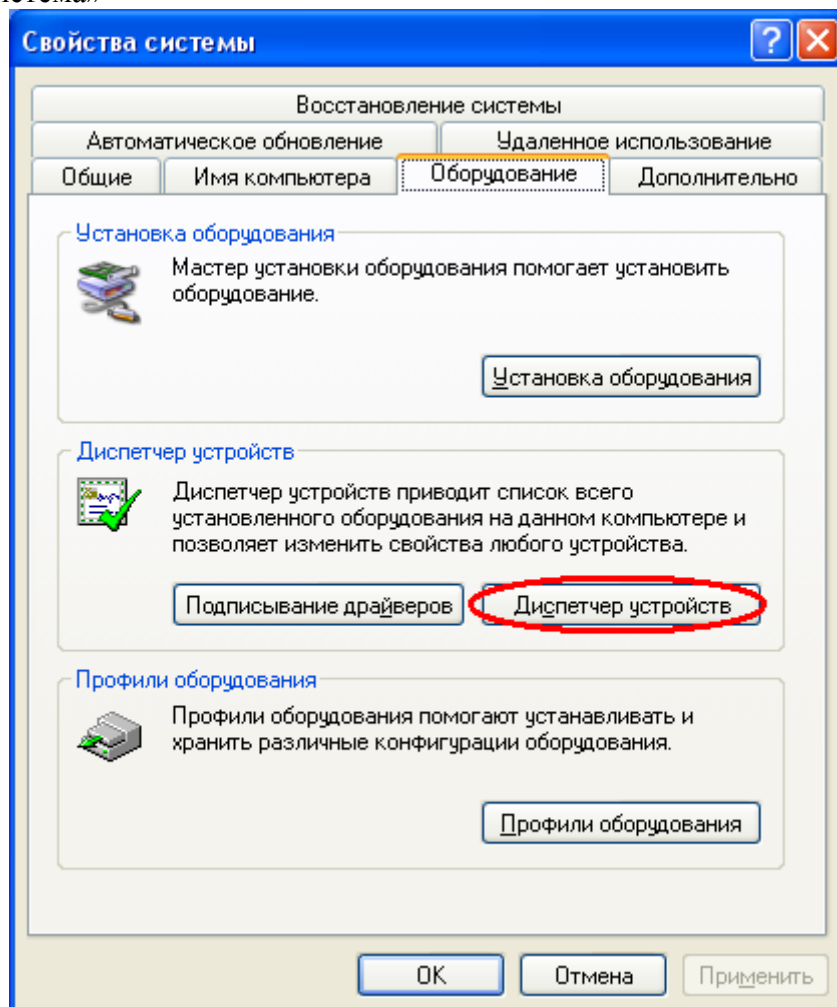 Свойства системы
Восстановление системы
Автоматическое обновление Удаленное использование
Общие Имя компьютера Оборудование Дополнительно
Установка оборудования
Мастер установки оборудования помогает установить
оборудование.
Установка оборудования
Диспетчер устройств
Диспетчер устройств приводит список всего
установленного оборудования на данном компьютере и
позволяет изменить свойства любого устройства.
Подписывание драйверов Диспетчер устройств
Профили оборудования
Профили оборудования помогают устанавливать и
хранить различные конфигурации оборудования.
Профили оборудования
OK Отмена Применить